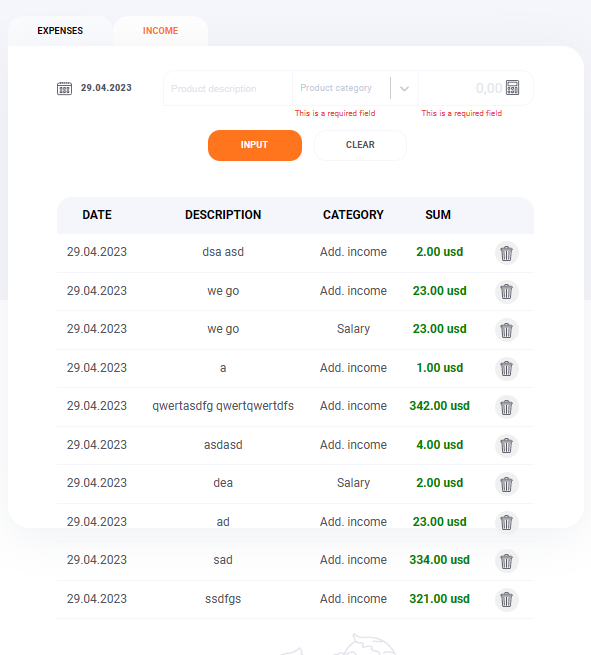 EXPENSES INCOME
29.04.2023 Product description Product category 0,00
This is a required field This is a required field
INPUT CLEAR
DATE DESCRIPTION CATEGORY SUM
29.04.2023 dsa asd Add. income 2.00 usd
29.04.2023 we go Add. income 23.00 usd
29.04.2023 we go Salary 23.00 usd
29.04.2023 a Add. income 1.00 usd
29.04.2023 qwertasdfg qwertqwertdfs Add. income 342.00 usd
29.04.2023 asdasd Add. income 4.00 usd
29.04.2023 dea Salary 2.00 usd
29.04.2023 ad Add. income 23.00 usd
29.04.2023 sad Add. income 334.00 usd
29.04.2023 ssdfgs Add. income 321.00 usd